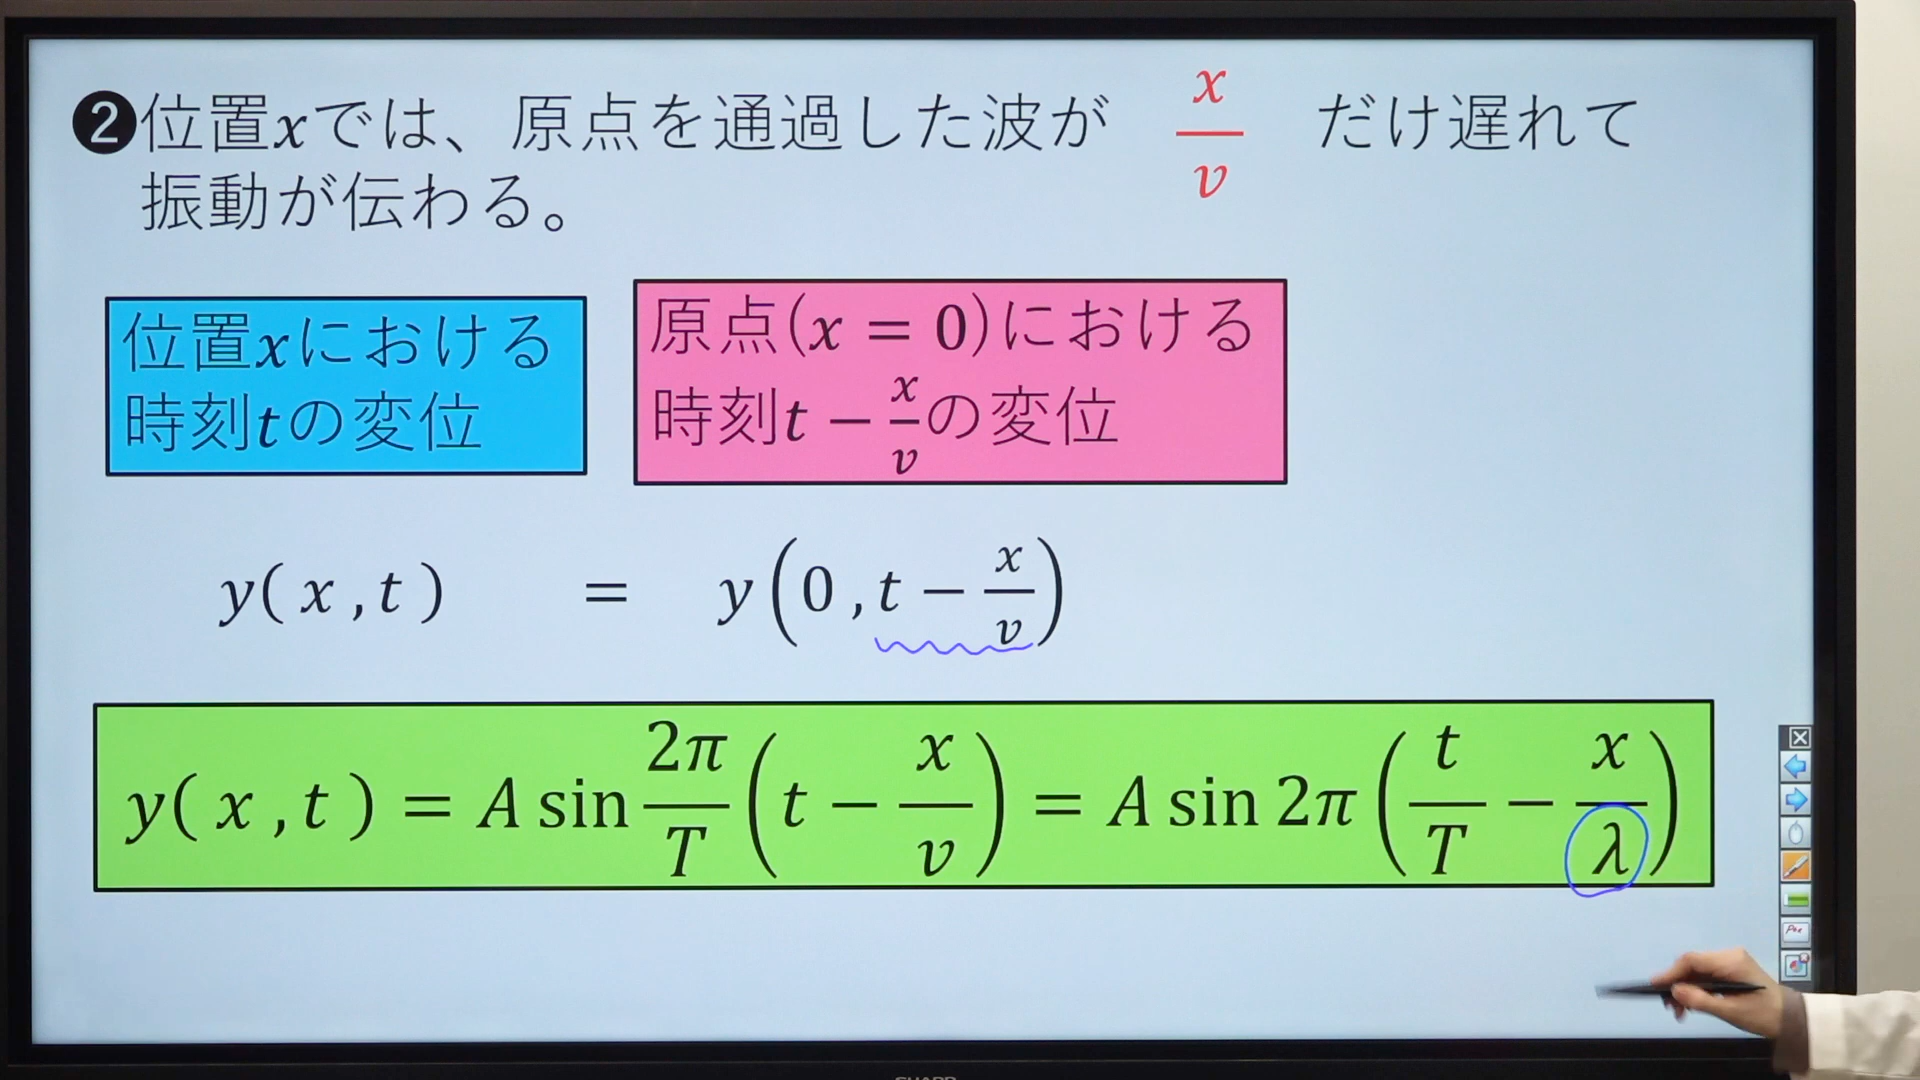 ❷位置xでは、原点を通過した波が x/v だけ遅れて
振動が伝わる。
位置xにおける
時刻tの変位
原点(x = 0)における
時刻t − x/vの変位
y( x , t ) = y(0 , t − x/v)
y( x , t ) = A sin 2π/T (t − x/v) = A sin 2π (t/T − x/λ)